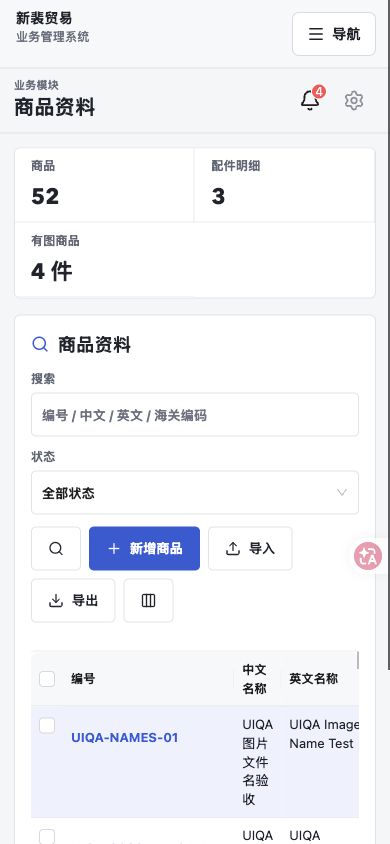 新裴贸易
业务管理系统
导航
业务模块
商品资料
4
商品
52
配件明细
3
有图商品
4 件
商品资料
搜索
编号 / 中文 / 英文 / 海关编码
状态
全部状态
新增商品
导入
导出
编号
中文
名称
英文名称
UIQA-NAMES-01
UIQA
图片
文件
名验
收
UIQA Image
Name Test
UIQA
UIQA